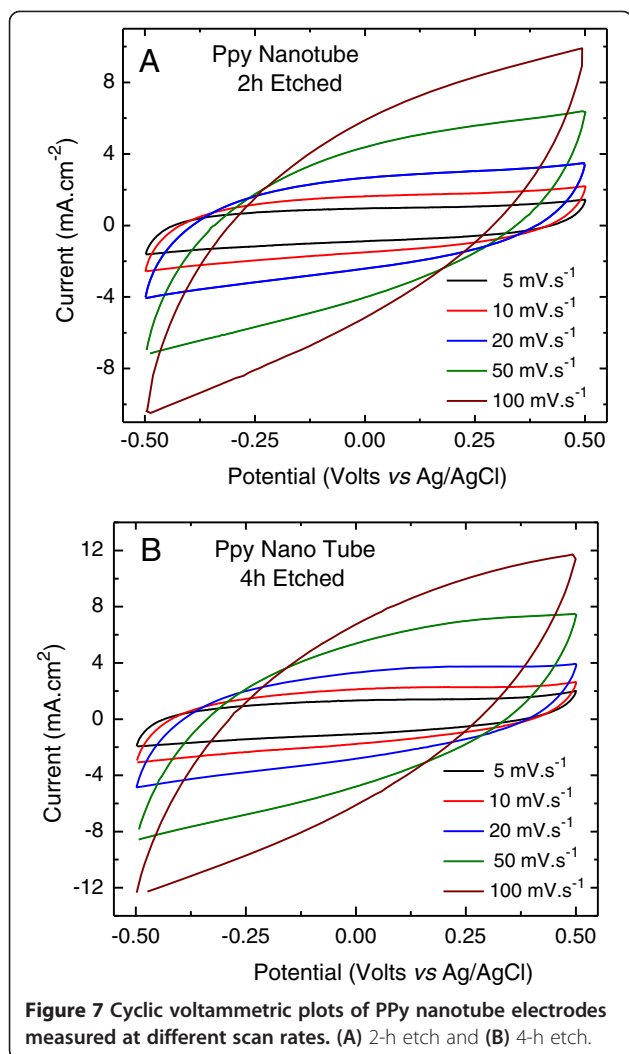 A
Ppy Nanotube
2h Etched
8
4
0
-4
-8
Current (mA.cm⁻²)
5 mV.s⁻¹
10 mV.s⁻¹
20 mV.s⁻¹
50 mV.s⁻¹
100 mV.s⁻¹
-0.50 -0.25 0.00 0.25 0.50
Potential (Volts vs Ag/AgCl)
B
Ppy Nano Tube
4h Etched
12
8
4
0
-4
-8
-12
Current (mA.cm²)
5 mV.s⁻¹
10 mV.s⁻¹
20 mV.s⁻¹
50 mV.s⁻¹
100 mV.s⁻¹
-0.50 -0.25 0.00 0.25 0.50
Potential (Volts vs Ag/AgCl)
Figure 7 Cyclic voltammetric plots of PPy nanotube electrodes
measured at different scan rates. (A) 2-h etch and (B) 4-h etch.